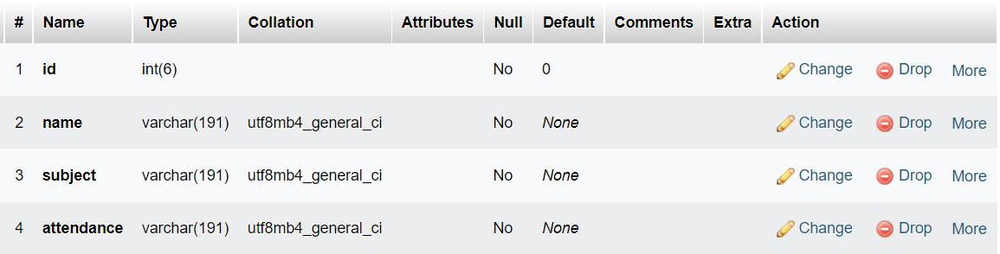 # Name Type Collation Attributes Null Default Comments Extra Action
1 id int(6) No 0 Change Drop More
2 name varchar(191) utf8mb4_general_ci No None Change Drop More
3 subject varchar(191) utf8mb4_general_ci No None Change Drop More
4 attendance varchar(191) utf8mb4_general_ci No None Change Drop More